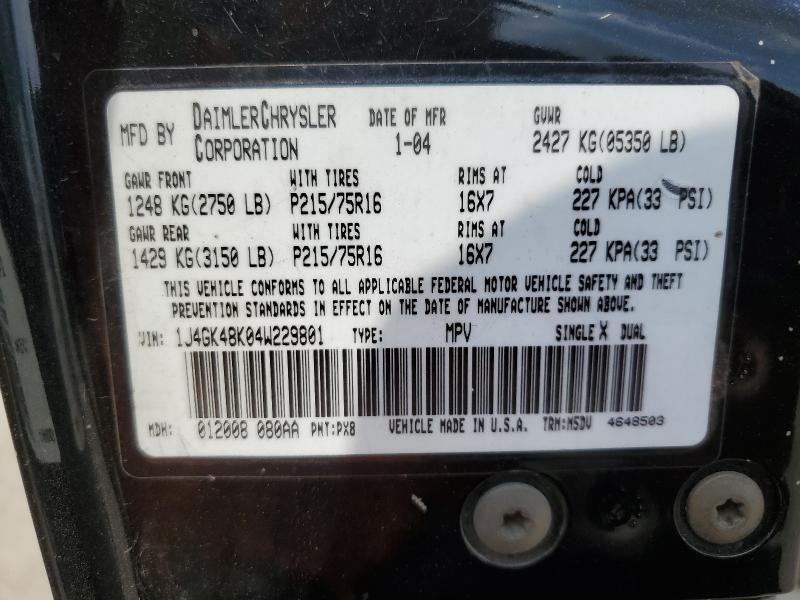 MFD BY DAIMLERCHRYSLER CORPORATION DATE OF MFR 1-04 GVWR 2427 KG(05350 LB)
GAWR FRONT WITH TIRES RIMS AT COLD
1248 KG(2750 LB) P215/75R16 16X7 227 KPA(33 PSI)
GAWR REAR WITH TIRES RIMS AT COLD
1429 KG(3150 LB) P215/75R16 16X7 227 KPA(33 PSI)
THIS VEHICLE CONFORMS TO ALL APPLICABLE FEDERAL MOTOR VEHICLE SAFETY AND THEFT
PREVENTION STANDARDS IN EFFECT ON THE DATE OF MANUFACTURE SHOWN ABOVE.
VIN: 1J4GK48K04W229801 TYPE: MPV SINGLE X DUAL
MDH: 012008 080AA PNT:PX8 VEHICLE MADE IN U.S.A. TRM:M5DV 4648503